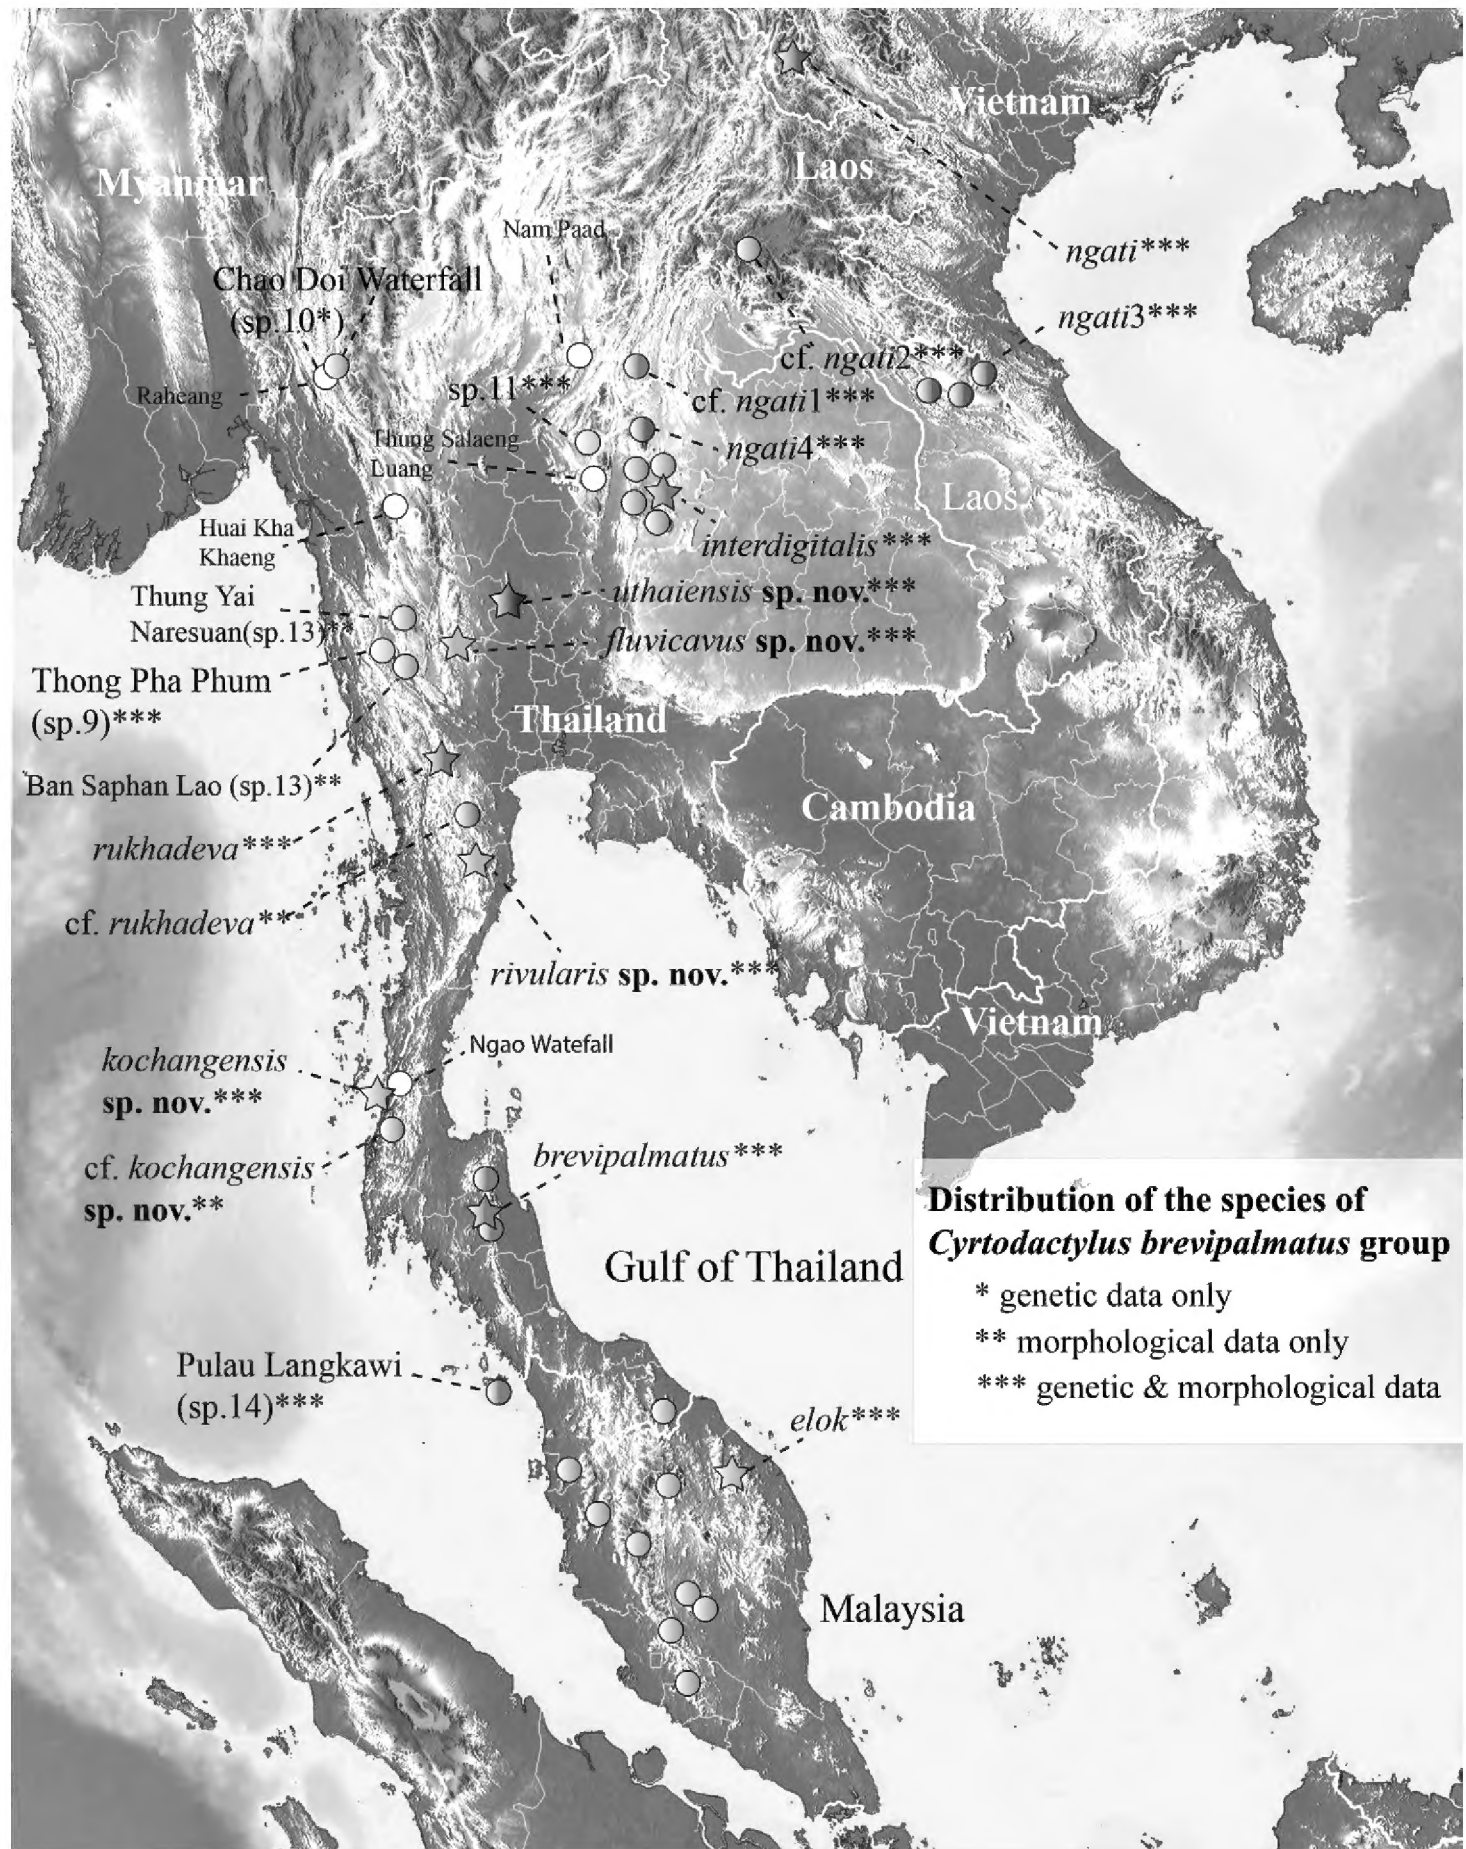 Vietnam
Laos
Myanmar
Nam Paad
ngati***
Chao Doi Waterfall
(sp.10*)
ngati3***
cf. ngati2***
Raheang
sp.11***
cf. ngati1***
Thung Salaeng
Luang
ngati4***
Laos
Huai Kha
Khaeng
interdigitalis***
Thung Yai
Naresuan(sp.13)**
uthaiensis sp. nov.***
fluvicavus sp. nov.***
Thong Pha Phum
(sp.9)***
Thailand
Ban Saphan Lao (sp.13)**
Cambodia
rukhadeva***
cf. rukhadeva**
rivularis sp. nov.***
Vietnam
Ngao Watefall
kochangensis
sp. nov.***
brevipalmatus***
cf. kochangensis
sp. nov.**
Gulf of Thailand
Distribution of the species of
Cyrtodactylus brevipalmatus group
* genetic data only
** morphological data only
*** genetic & morphological data
Pulau Langkawi
(sp.14)***
elok***
Malaysia